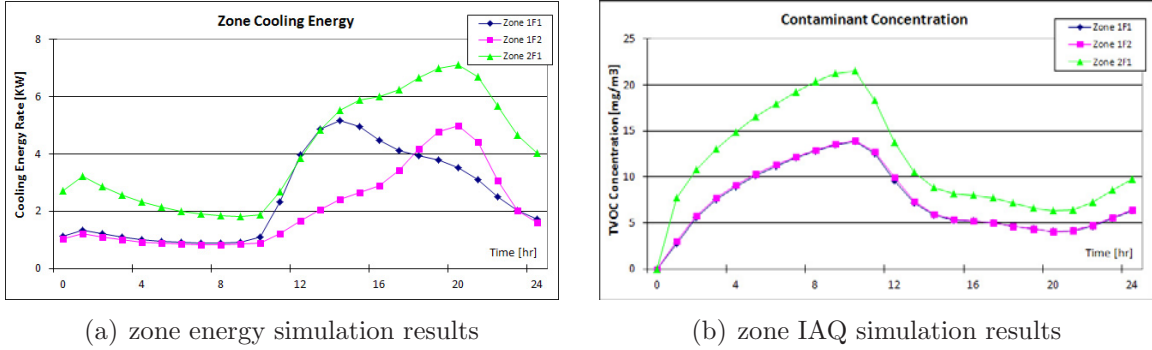 Zone Cooling Energy
Zone 1F1
Zone 1F2
Zone 2F1
Cooling Energy Rate [KW]
8
6
4
2
0
Time [hr]
0 4 8 12 16 20 24
(a) zone energy simulation results
Contaminant Concentration
Zone 1F1
Zone 1F2
Zone 2F1
TVOC Concentration[mg/m3]
25
20
15
10
5
0
Time [hr]
0 4 8 12 16 20 24
(b) zone IAQ simulation results